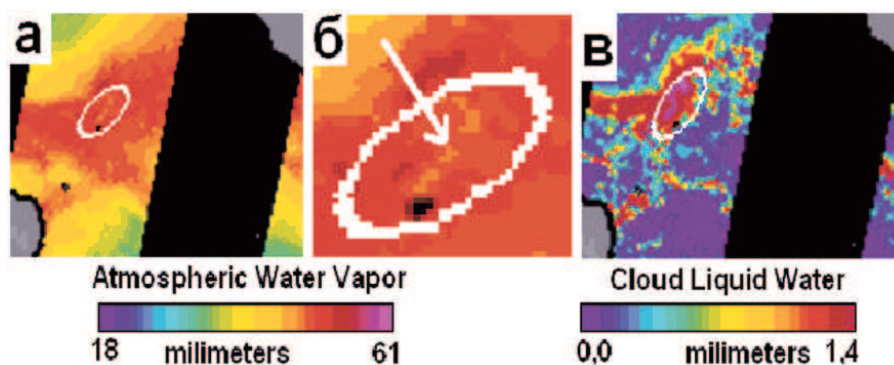 а
б
в
Atmospheric Water Vapor
18 milimeters 61
Cloud Liquid Water
0,0 milimeters 1,4